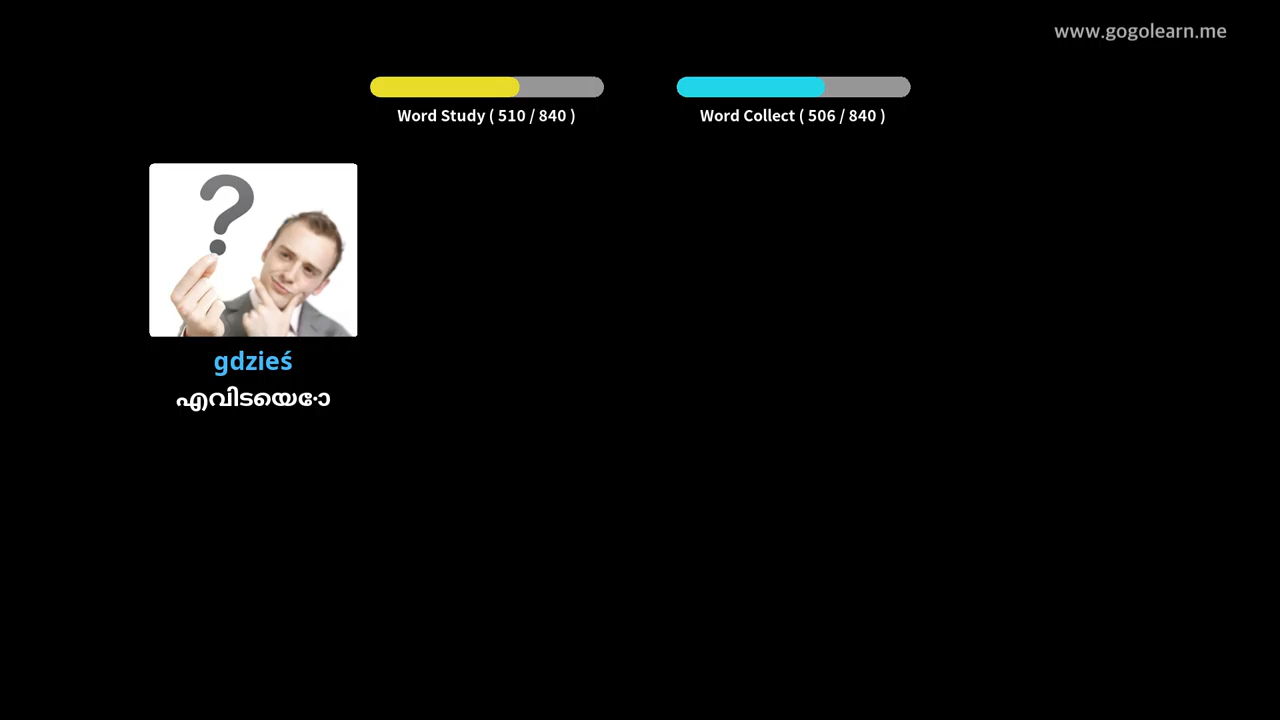 www.gogolearn.me
Word Study ( 510 / 840 )
Word Collect ( 506 / 840 )
?
gdzieś
എവിടയെോ